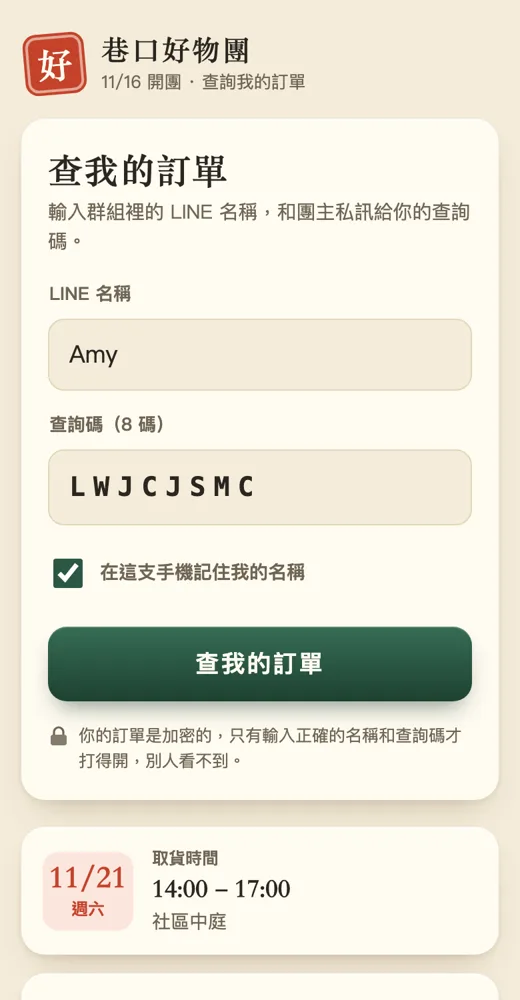 好
巷口好物團
11/16 開團 · 查詢我的訂單
查我的訂單
輸入群組裡的 LINE 名稱，和團主私訊給你的查詢
碼。
LINE 名稱
Amy
查詢碼（8 碼）
LWJCJSMC
在這支手機記住我的名稱
查我的訂單
你的訂單是加密的，只有輸入正確的名稱和查詢碼才
打得開，別人看不到。
11/21
週六
取貨時間
14:00 – 17:00
社區中庭